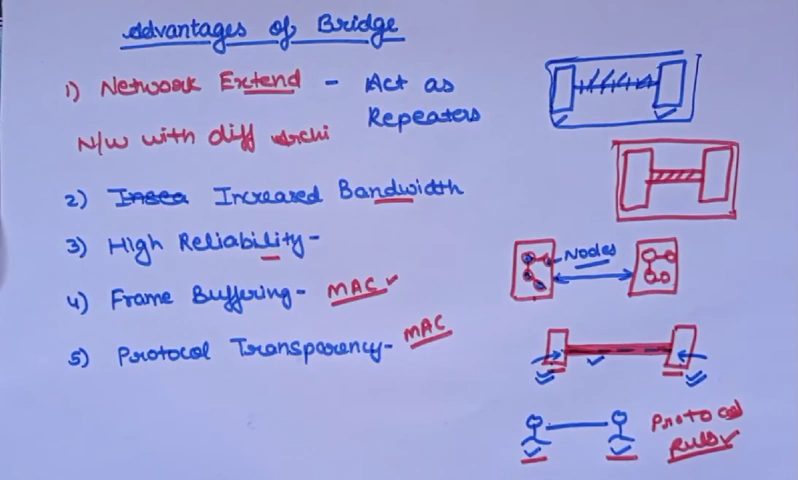 Advantages of Bridge
1) Network Extend - Act as
Repeaters
N/w with diff Archi
2) Insea Increased Bandwidth
3) High Reliability-
Nodes
4) Frame Buffering- MAC
5) Protocol Transparency- MAC
Protocol
Rules